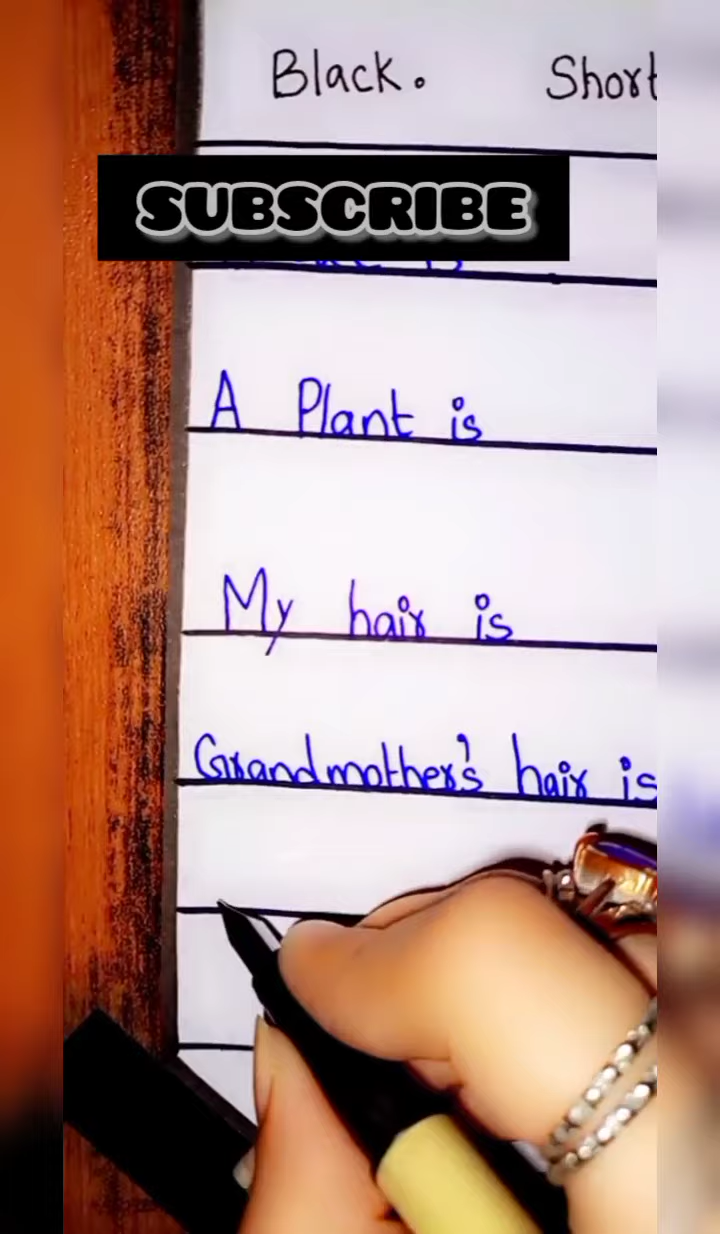 Black. Short
SUBSCRIBE
A Plant is
My hair is
Grandmother's hair is